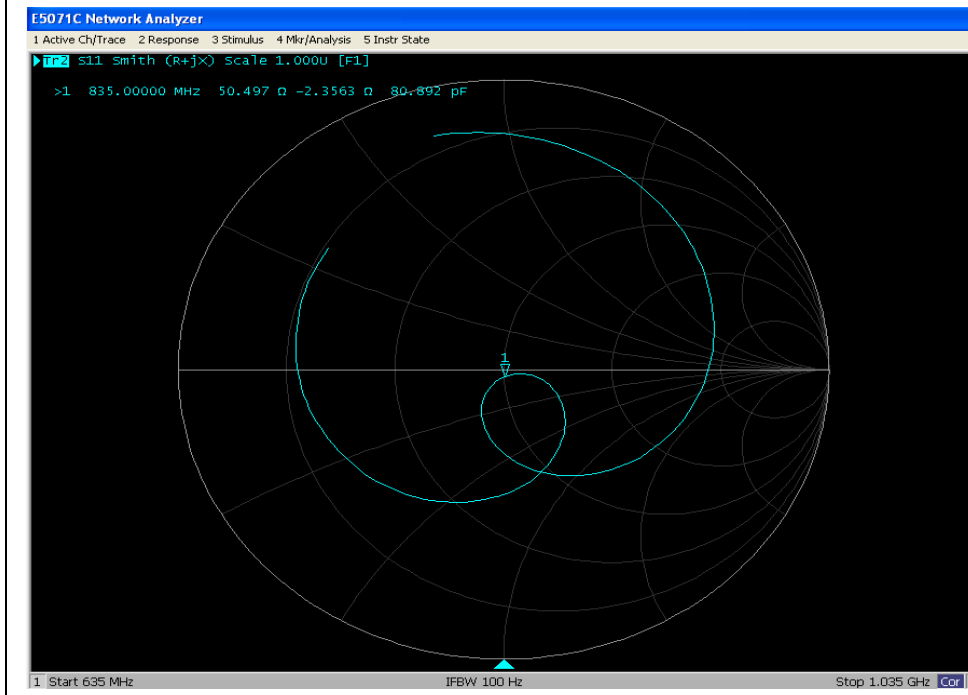 E5071C Network Analyzer
1 Active Ch/Trace 2 Response 3 Stimulus 4 Mkr/Analysis 5 Instr State
Tr2 S11 Smith (R+jX) Scale 1.000U [F1]
>1 835.00000 MHz 50.497 Ω -2.3563 Ω 80.892 pF
1
1 Start 635 MHz IFBW 100 Hz Stop 1.035 GHz Cor